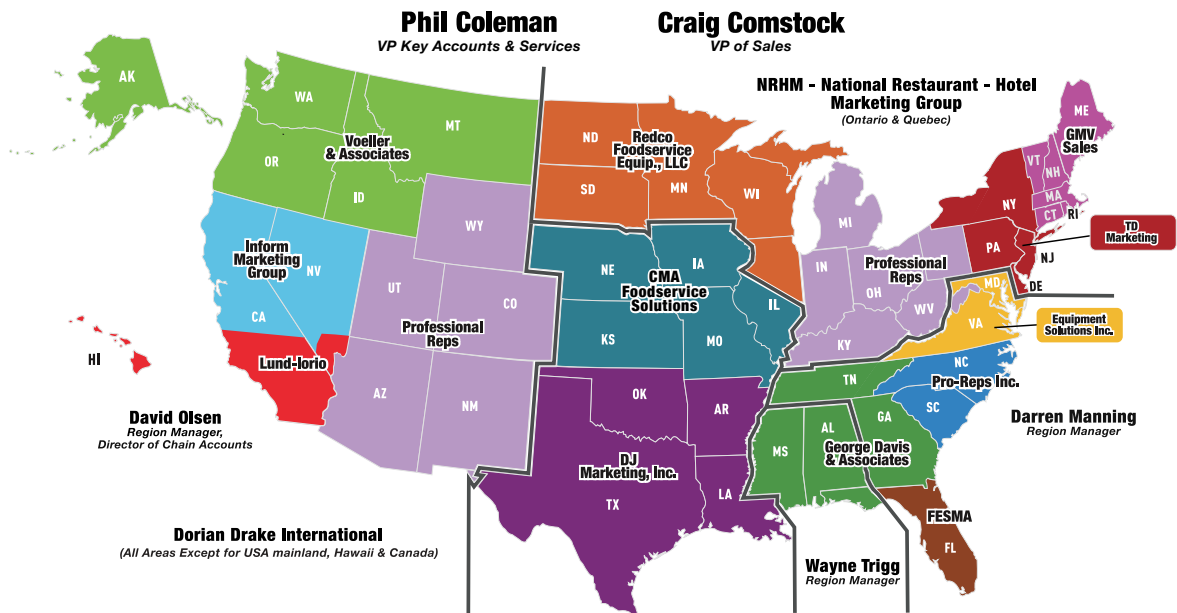 Phil Coleman
VP Key Accounts & Services
Craig Comstock
VP of Sales
NRHM - National Restaurant - Hotel
Marketing Group
(Ontario & Quebec)
AK
WA
OR
ID
MT
Voeller
& Associates
WY
UT
CO
AZ
NM
Professional
Reps
Inform
Marketing
Group
NV
CA
Lund-Iorio
HI
David Olsen
Region Manager,
Director of Chain Accounts
ND
SD
MN
WI
Redco
Foodservice
Equip., LLC
NE
IA
KS
MO
IL
CMA
Foodservice
Solutions
OK
AR
TX
LA
DJ
Marketing, Inc.
MI
IN
OH
WV
KY
Professional
Reps
ME
GMV
Sales
VT
NH
MA
CT
RI
NY
PA
NJ
DE
TD
Marketing
MD
VA
Equipment
Solutions Inc.
NC
SC
Pro-Reps Inc.
TN
MS
AL
GA
George Davis
& Associates
FESMA
FL
Darren Manning
Region Manager
Wayne Trigg
Region Manager
Dorian Drake International
(All Areas Except for USA mainland, Hawaii & Canada)